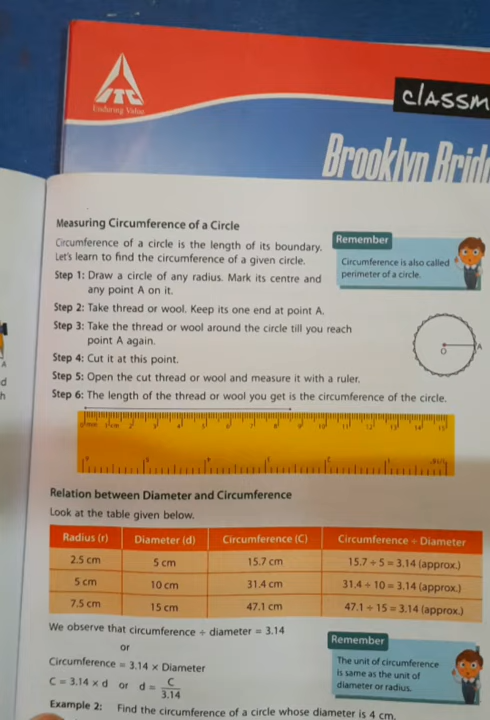 ITC
Enduring Value
CLASSM
Brooklyn Brid
Measuring Circumference of a Circle
Circumference of a circle is the length of its boundary.
Let's learn to find the circumference of a given circle.
Remember
Circumference is also called
perimeter of a circle.
Step 1: Draw a circle of any radius. Mark its centre and
any point A on it.
Step 2: Take thread or wool. Keep its one end at point A.
Step 3: Take the thread or wool around the circle till you reach
point A again.
Step 4: Cut it at this point.
Step 5: Open the cut thread or wool and measure it with a ruler.
Step 6: The length of the thread or wool you get is the circumference of the circle.
O A
A
d
h
Relation between Diameter and Circumference
Look at the table given below.
Radius (r) Diameter (d) Circumference (C) Circumference ÷ Diameter
2.5 cm 5 cm 15.7 cm 15.7 ÷ 5 = 3.14 (approx.)
5 cm 10 cm 31.4 cm 31.4 ÷ 10 = 3.14 (approx.)
7.5 cm 15 cm 47.1 cm 47.1 ÷ 15 = 3.14 (approx.)
We observe that circumference ÷ diameter = 3.14
or
Circumference = 3.14 × Diameter
C = 3.14 × d or d = C/3.14
Remember
The unit of circumference
is same as the unit of
diameter or radius.
Example 2: Find the circumference of a circle whose diameter is 4 cm.